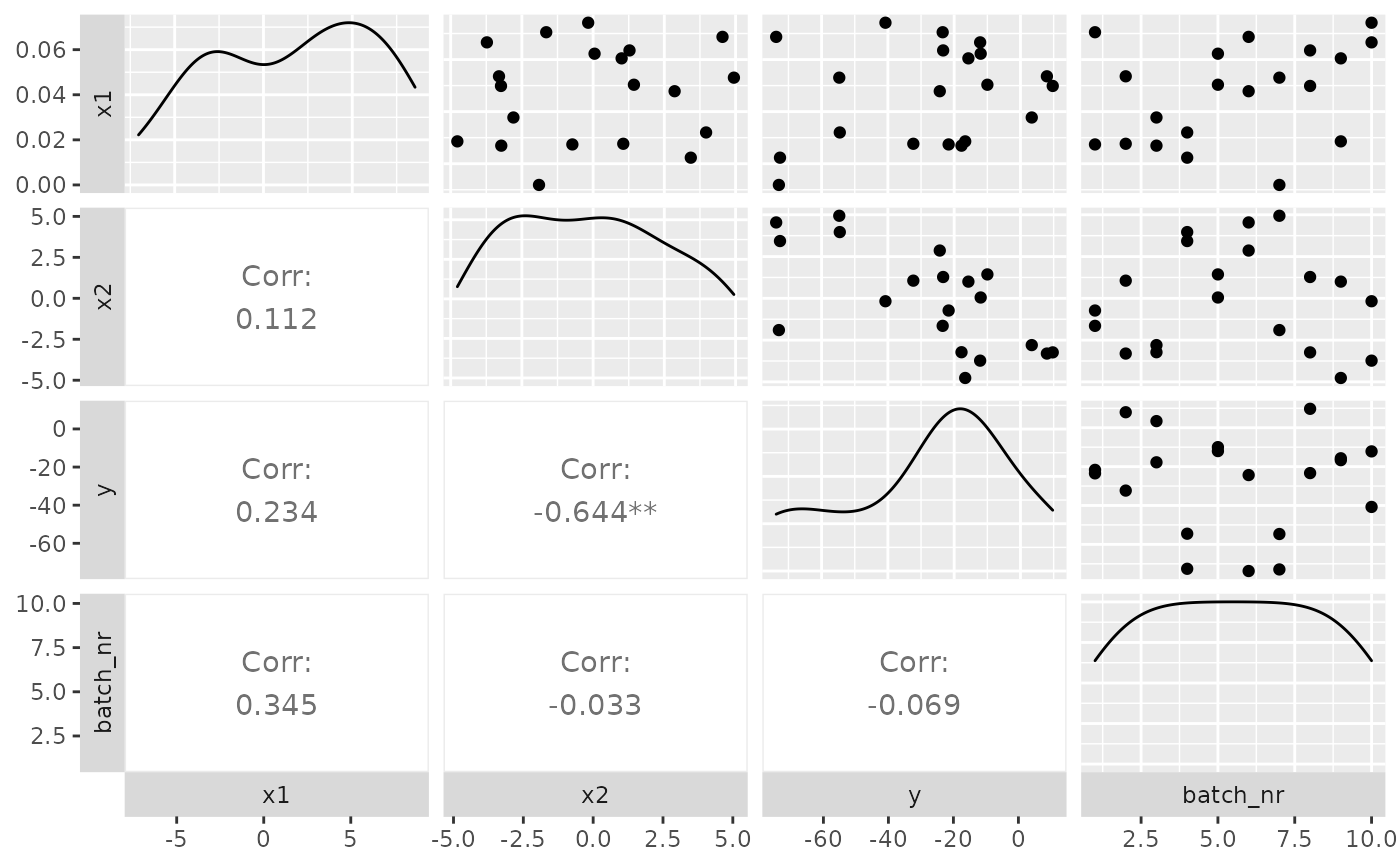 0.06
0.04
0.02
0.00
x1
5.0
2.5
0.0
-2.5
-5.0
x2
Corr:
0.112
0
-20
-40
-60
y
Corr:
0.234
Corr:
-0.644**
10.0
7.5
5.0
2.5
batch_nr
Corr:
0.345
Corr:
-0.033
Corr:
-0.069
x1 x2 y batch_nr
-5 0 5 -5.0 -2.5 0.0 2.5 5.0 -60 -40 -20 0 2.5 5.0 7.5 10.0